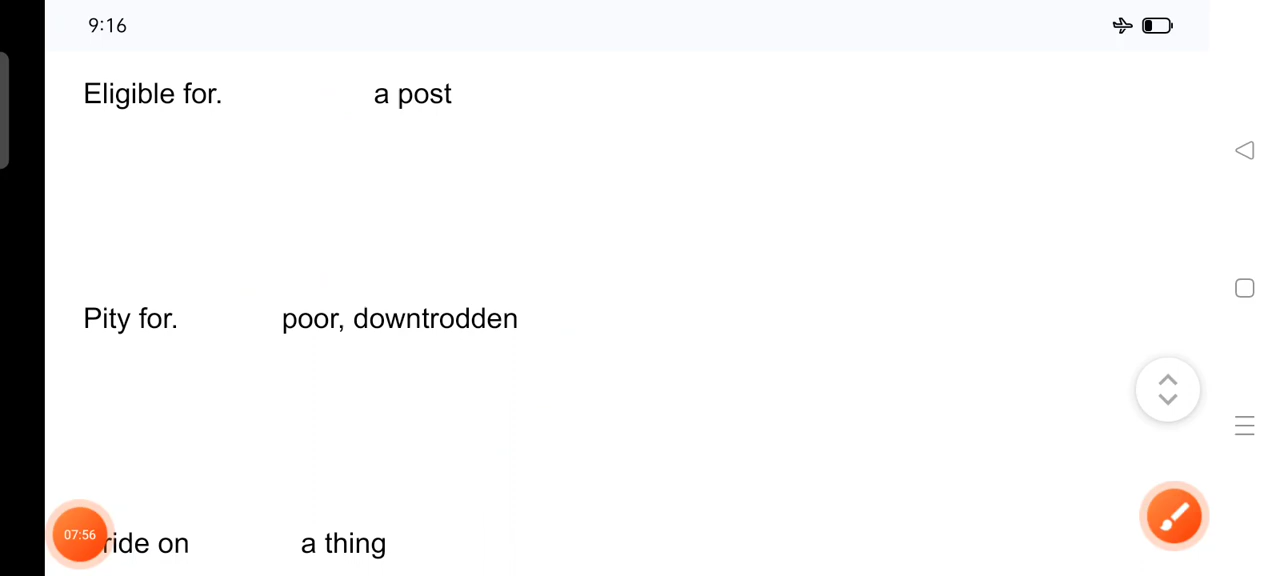 9:16
Eligible for. a post
Pity for. poor, downtrodden
ride on a thing
07:56